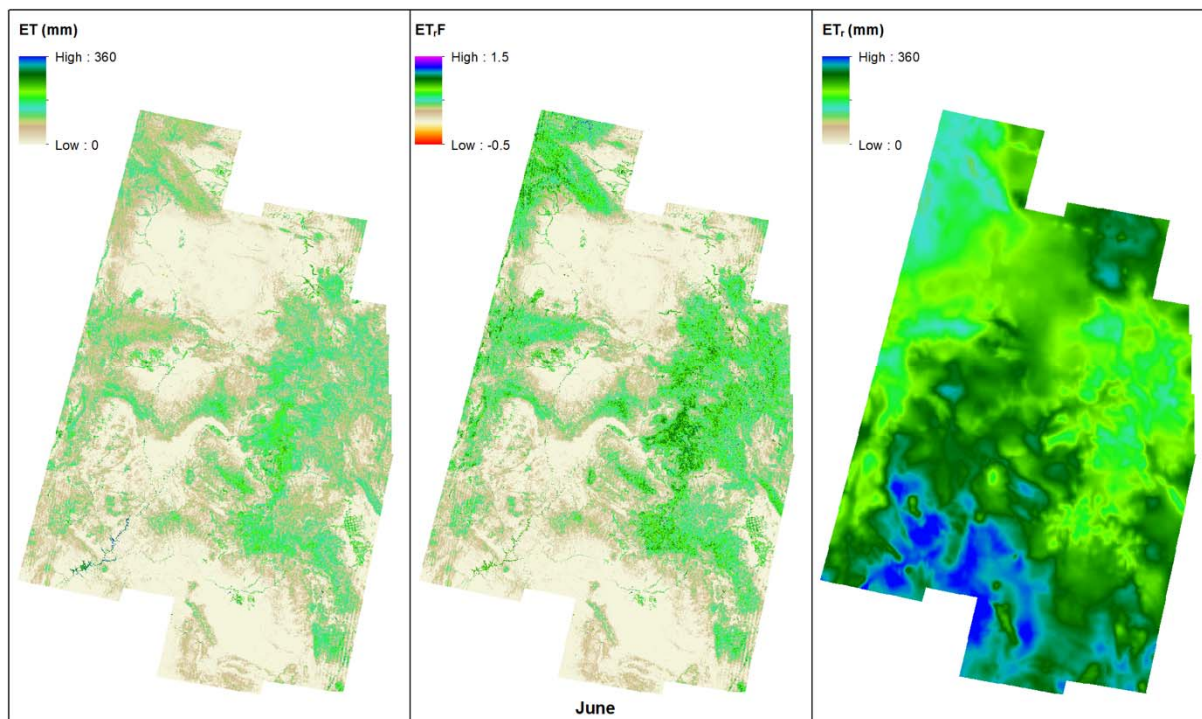 ET (mm)
High : 360
Low : 0
ETrF
High : 1.5
Low : -0.5
ETr (mm)
High : 360
Low : 0
June